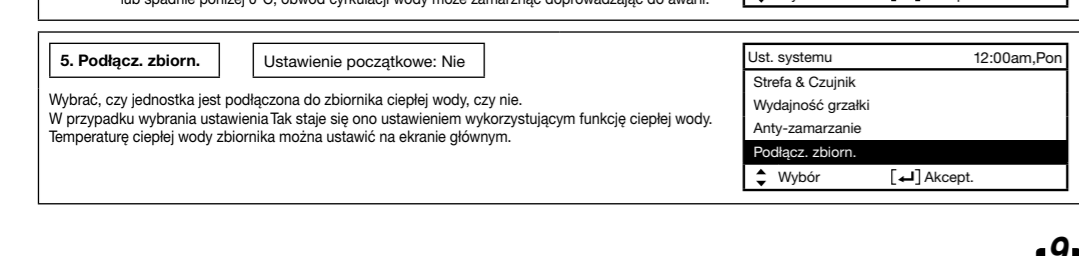 lub spadnie poniżej 0°C, obwód cyrkulacji wody może zamarznąć doprowadzając do awarii.
5. Podłącz. zbiorn.
Ustawienie początkowe: Nie
Wybrać, czy jednostka jest podłączona do zbiornika ciepłej wody, czy nie.
W przypadku wybrania ustawienia Tak staje się ono ustawieniem wykorzystującym funkcję ciepłej wody.
Temperaturę ciepłej wody zbiornika można ustawić na ekranie głównym.
Ust. systemu 12:00am,Pon
Strefa & Czujnik
Wydajność grzałki
Anty-zamarzanie
Podłącz. zbiorn.
Wybór [↵] Akcept.
9